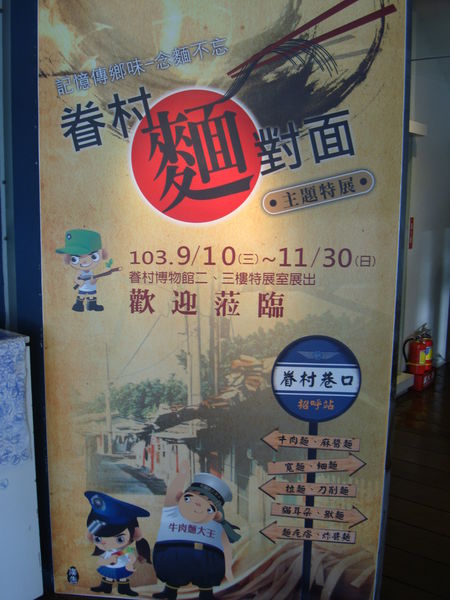 記憶傳鄉味-念麵不忘
眷村麵對面
主題特展
103.9/10(三)~11/30(日)
眷村博物館二、三樓特展室展出
歡迎蒞臨
眷村巷口
招呼站
牛肉麵、麻醬麵
寬麵、細麵
拉麵、刀削麵
貓耳朵、揪麵
麵疙瘩、炸醬麵
牛肉麵大王